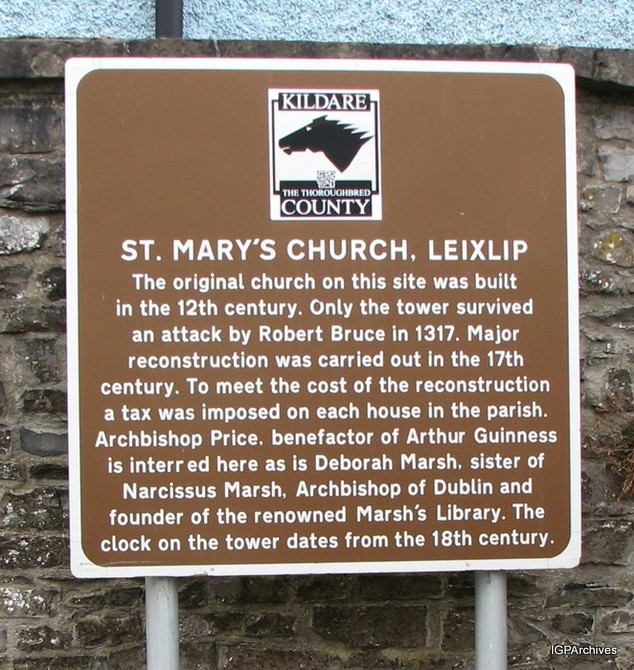 KILDARE
THE THOROUGHBRED
COUNTY
ST. MARY'S CHURCH, LEIXLIP
The original church on this site was built
in the 12th century. Only the tower survived
an attack by Robert Bruce in 1317. Major
reconstruction was carried out in the 17th
century. To meet the cost of the reconstruction
a tax was imposed on each house in the parish.
Archbishop Price, benefactor of Arthur Guinness
is interred here as is Deborah Marsh, sister of
Narcissus Marsh, Archbishop of Dublin and
founder of the renowned Marsh's Library. The
clock on the tower dates from the 18th century.
IGPArchives